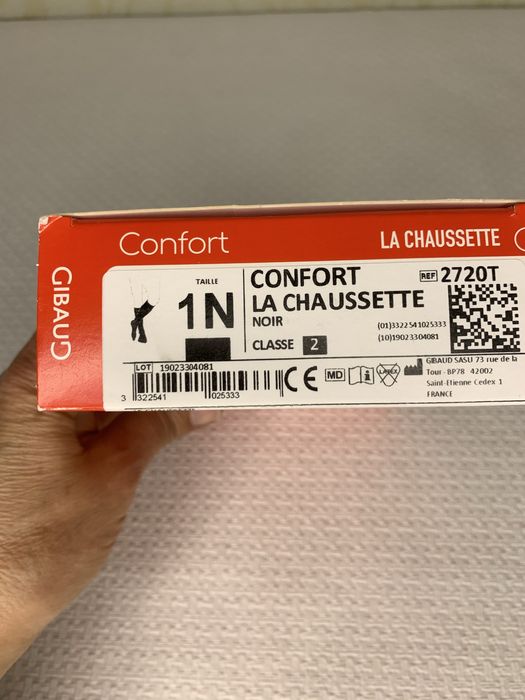 Confort
LA CHAUSSETTE
GIBAUD
TAILLE
1N
CONFORT
LA CHAUSSETTE
NOIR
CLASSE 2
REF 2720T
(01)3322541025333
(10)19023304081
LOT 19023304081
3 322541 025333
CE
MD
LATEX
GIBAUD SASU 73 rue de la
Tour - BP78 42002
Saint-Etienne Cedex 1
FRANCE